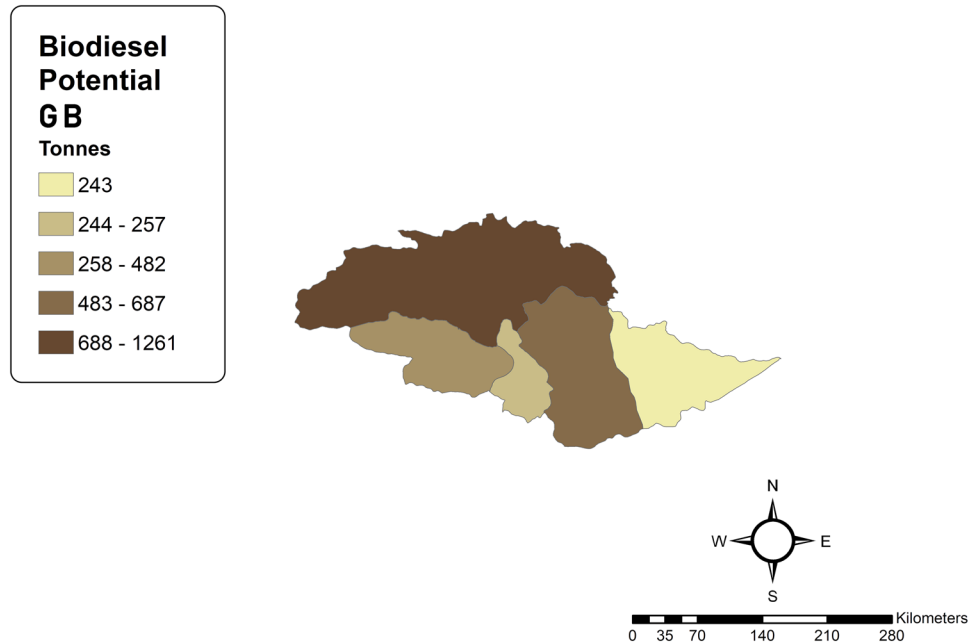 Biodiesel
Potential
GB
Tonnes
243
244 - 257
258 - 482
483 - 687
688 - 1261
N
W E
S
Kilometers
0 35 70 140 210 280